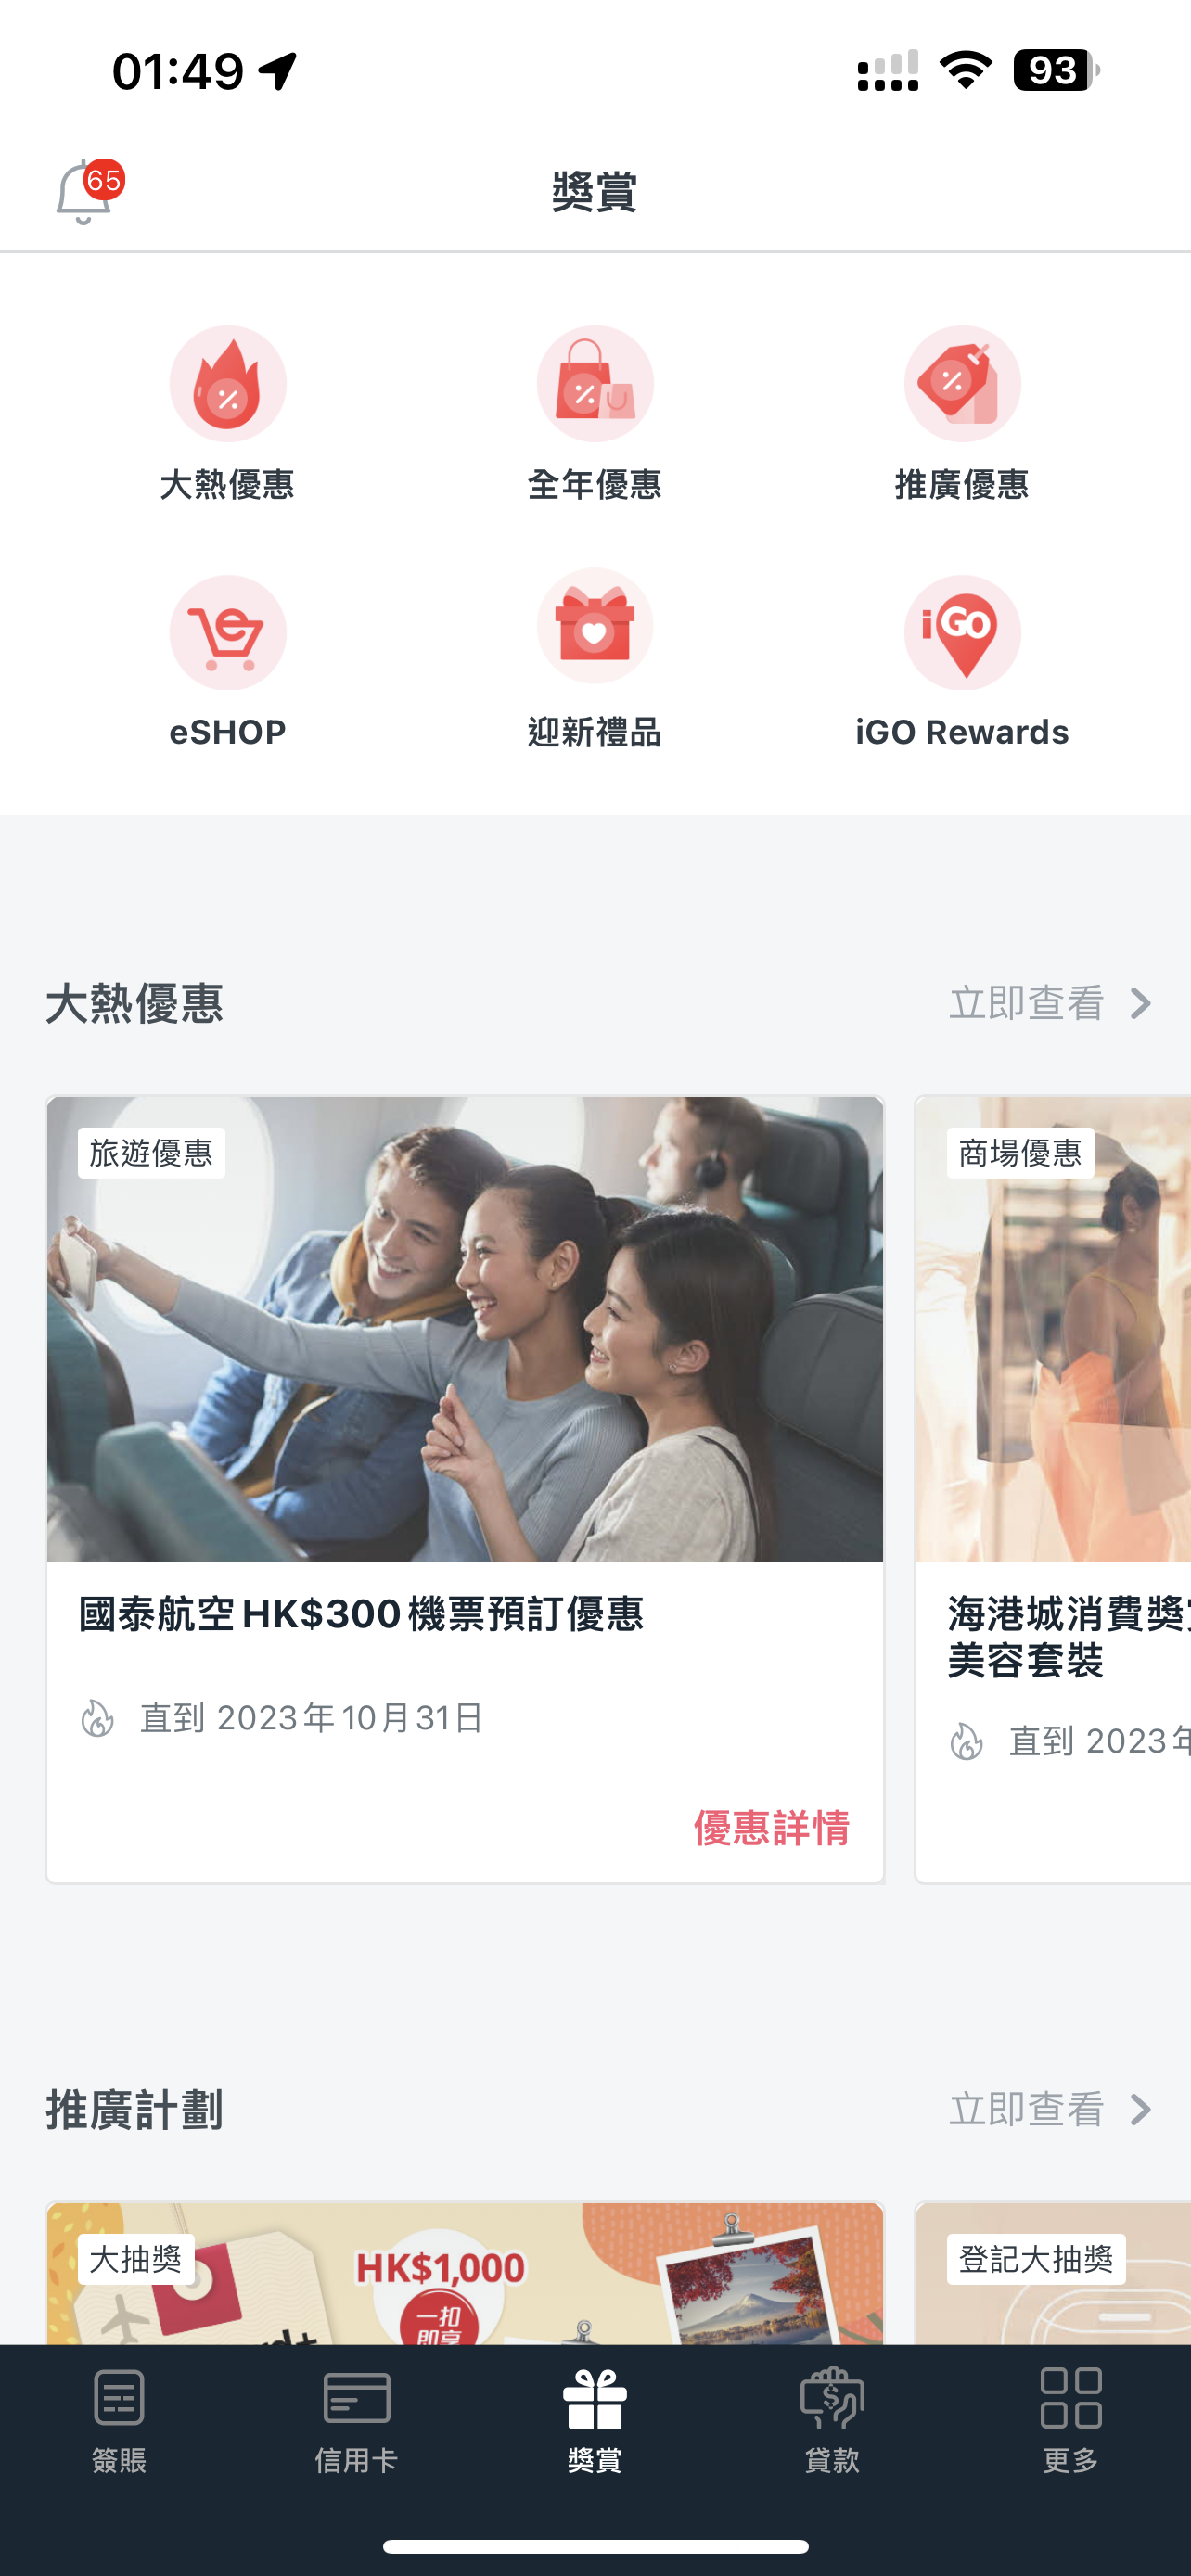 01:49
93
65
獎賞
大熱優惠
全年優惠
推廣優惠
iGO
eSHOP
迎新禮品
iGO Rewards
大熱優惠
立即查看
旅遊優惠
商場優惠
國泰航空HK$300機票預訂優惠
海港城消費獎
美容套裝
直到 2023年10月31日
直到 2023年
優惠詳情
推廣計劃
立即查看
大抽獎
登記大抽獎
HK$1,000
一扣
即享
簽賬
信用卡
獎賞
貸款
更多